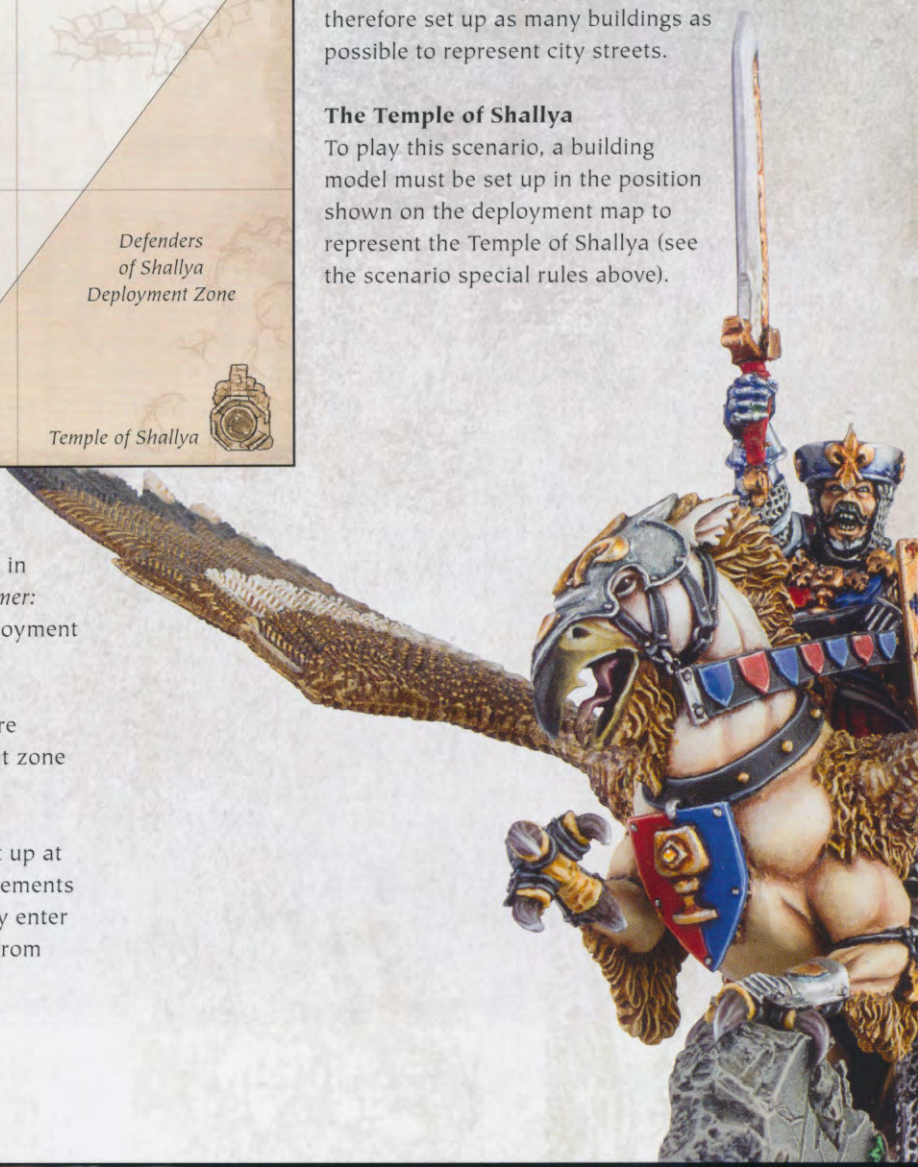 therefore set up as many buildings as
possible to represent city streets.
The Temple of Shallya
To play this scenario, a building
model must be set up in the position
shown on the deployment map to
represent the Temple of Shallya (see
the scenario special rules above).
Defenders
of Shallya
Deployment Zone
Temple of Shallya
in
mer:
oyment
re
t zone
t up at
ements
y enter
rom